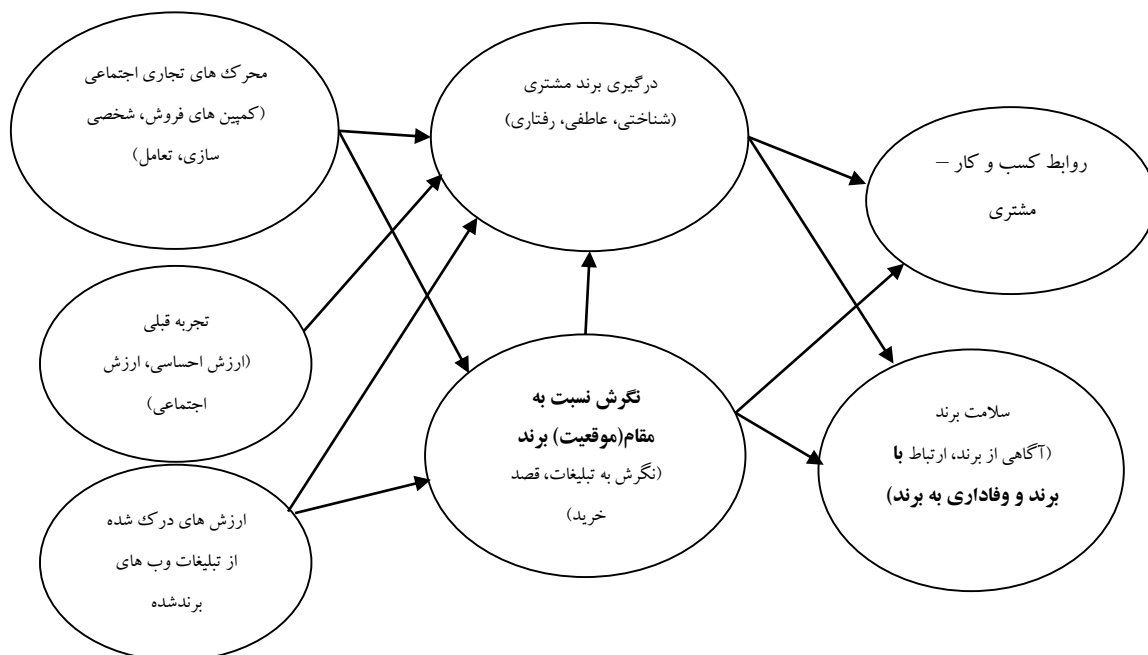 محرک های تجاری اجتماعی
(کمپین های فروش، شخصی
سازی، تعامل)
تجربه قبلی
(ارزش احساسی، ارزش
اجتماعی)
ارزش های درک شده
از تبلیغات وب های
برندشده
درگیری برند مشتری
(شناختی، عاطفی، رفتاری)
نگرش نسبت به
مقام(موقعیت) برند
(نگرش به تبلیغات، قصد
خرید)
روابط کسب و کار –
مشتری
سلامت برند
(آگاهی از برند، ارتباط با
برند و وفاداری به برند)